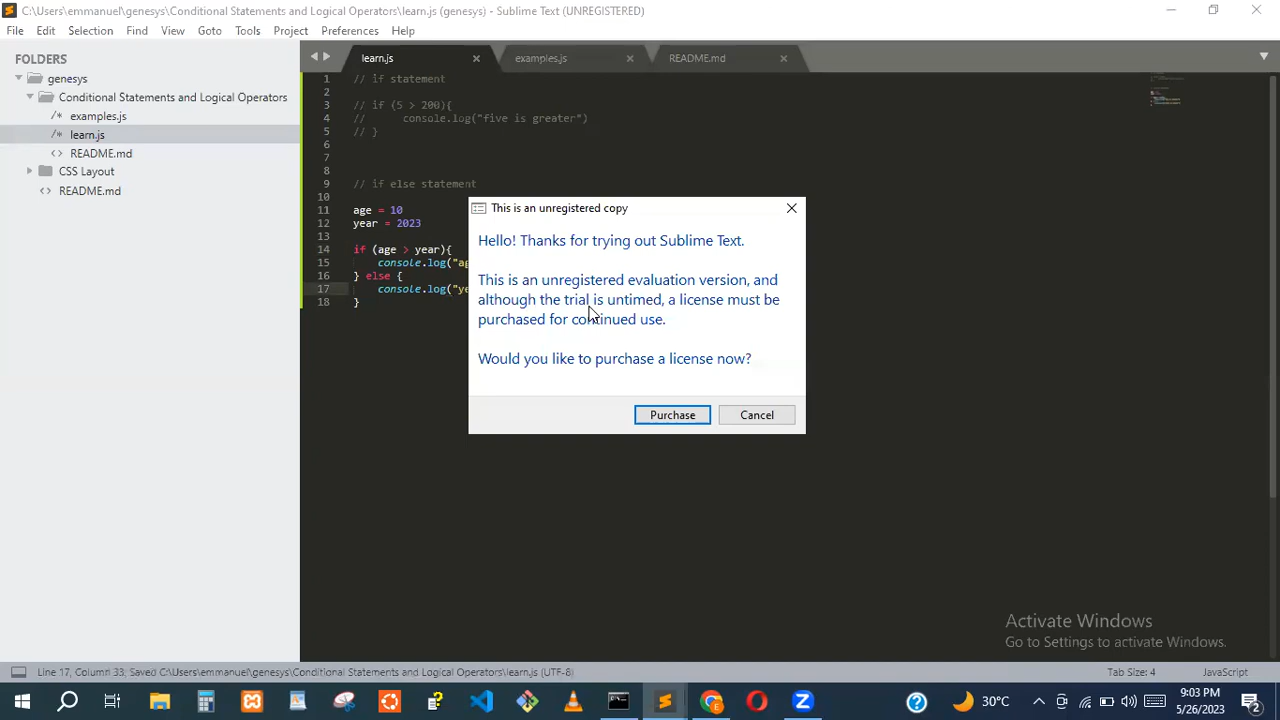 C:\Users\emmanuel\genesys\Conditional Statements and Logical Operators\learn.js (genesys) - Sublime Text (UNREGISTERED)
File Edit Selection Find View Goto Tools Project Preferences Help
FOLDERS
genesys
Conditional Statements and Logical Operators
/* examples.js
/* learn.js
<> README.md
CSS Layout
<> README.md
learn.js examples.js README.md
1 // if statement
2
3 // if (5 > 200){
4 // console.log("five is greater")
5 // }
6
7
8
9 // if else statement
10
11 age = 10
12 year = 2023
13
14 if (age > year){
15 console.log("ag
16 } else {
17 console.log("ye
18 }
This is an unregistered copy
Hello! Thanks for trying out Sublime Text.
This is an unregistered evaluation version, and
although the trial is untimed, a license must be
purchased for continued use.
Would you like to purchase a license now?
Purchase Cancel
Activate Windows
Go to Settings to activate Windows.
Line 17, Column 33; Saved C:\Users\emmanuel\genesys\Conditional Statements and Logical Operators\learn.js (UTF-8)
Tab Size: 4 JavaScript
30°C
9:03 PM
5/26/2023
2